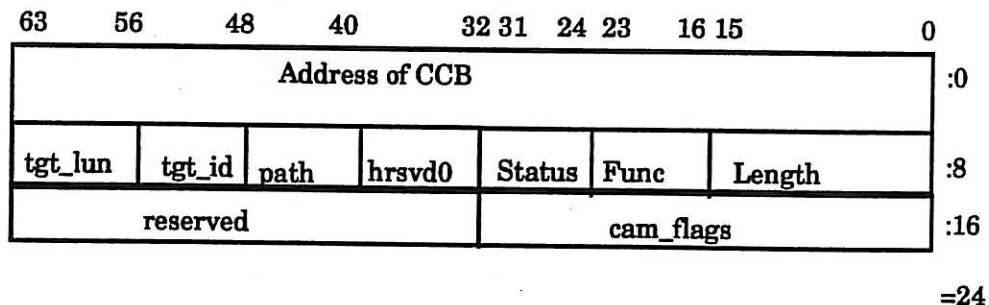 63 56 48 40 32 31 24 23 16 15 0
Address of CCB :0
tgt_lun tgt_id path hrsvd0 Status Func Length :8
reserved cam_flags :16
=24